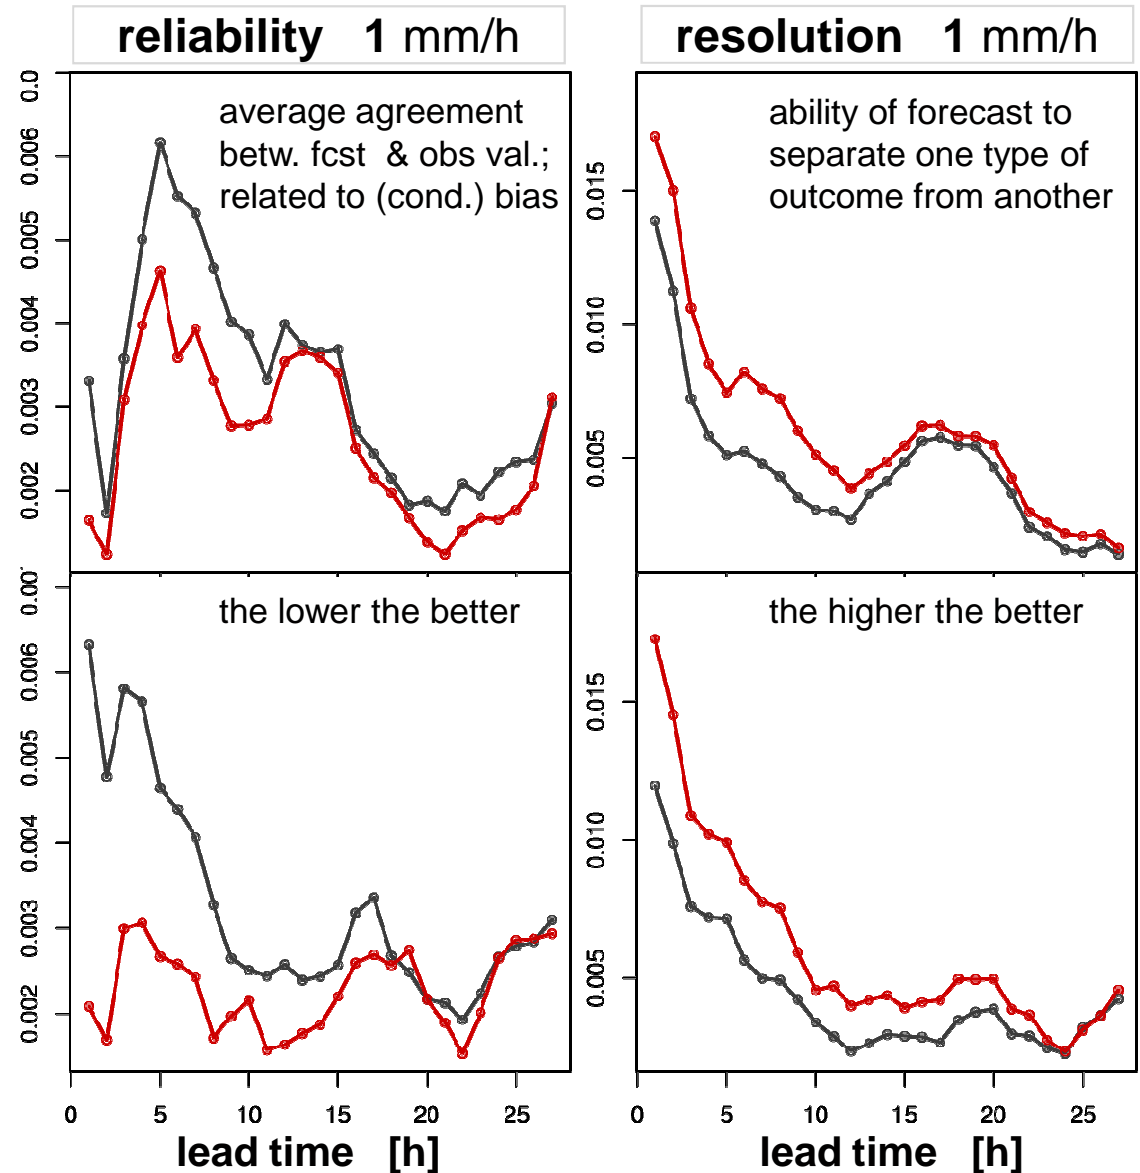 reliability 1 mm/h
resolution 1 mm/h
0.0
0.006
0.005
0.004
0.003
0.002
average agreement
betw. fcst & obs val.;
related to (cond.) bias
0.015
0.010
0.005
ability of forecast to
separate one type of
outcome from another
0.00
0.006
0.005
0.004
0.003
0.002
the lower the better
0.015
0.010
0.005
the higher the better
0 5 10 15 20 25
0 5 10 15 20 25
lead time [h]
lead time [h]